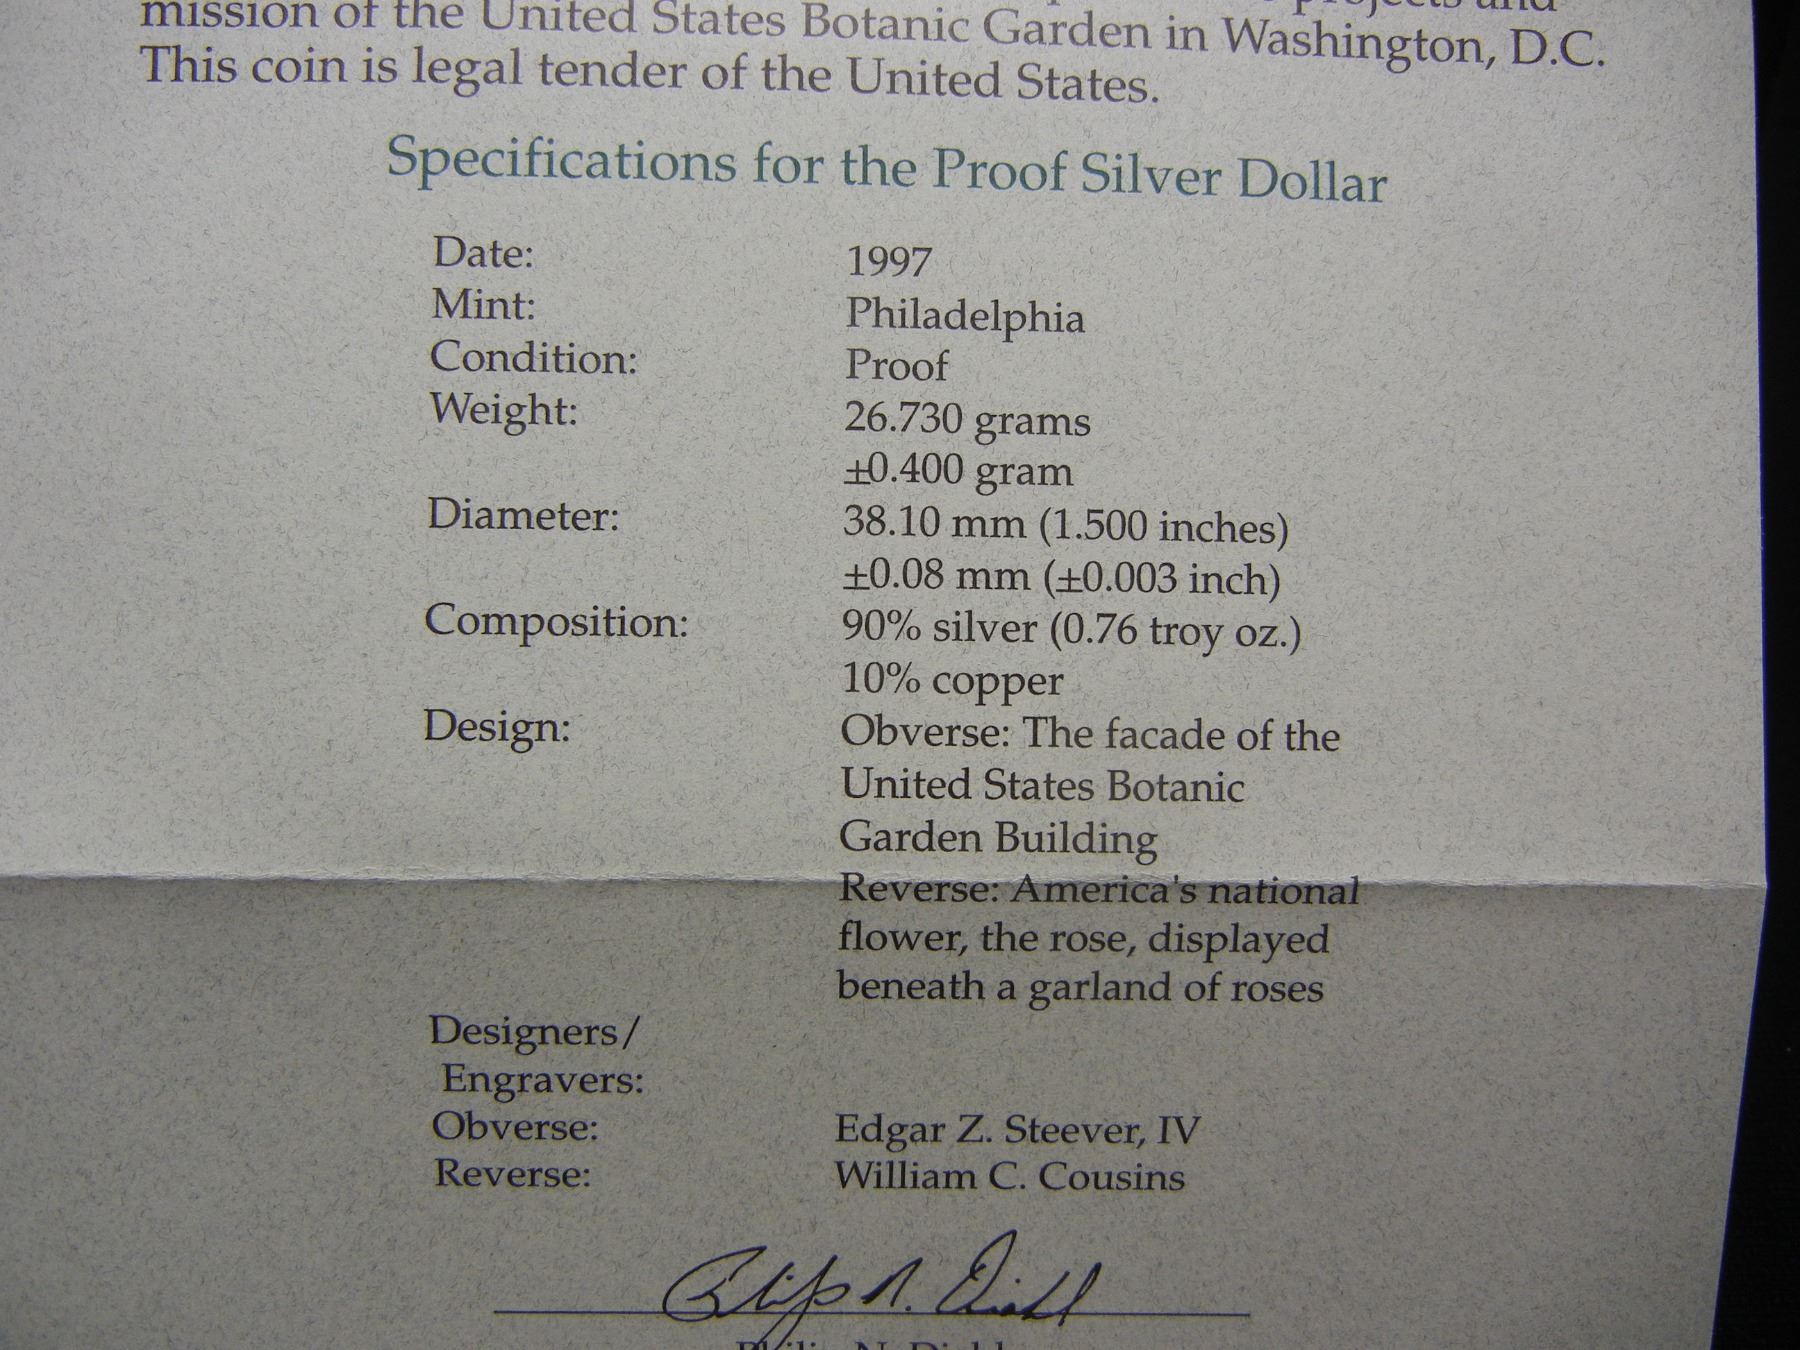 mission of the United States Botanic Garden in Washington, D.C.
This coin is legal tender of the United States.
Specifications for the Proof Silver Dollar
Date: 1997
Mint: Philadelphia
Condition: Proof
Weight: 26.730 grams
±0.400 gram
Diameter: 38.10 mm (1.500 inches)
±0.08 mm (±0.003 inch)
Composition: 90% silver (0.76 troy oz.)
10% copper
Design: Obverse: The facade of the
United States Botanic
Garden Building
Reverse: America's national
flower, the rose, displayed
beneath a garland of roses
Designers/
Engravers:
Obverse: Edgar Z. Steever, IV
Reverse: William C. Cousins
Philip N. Diehl